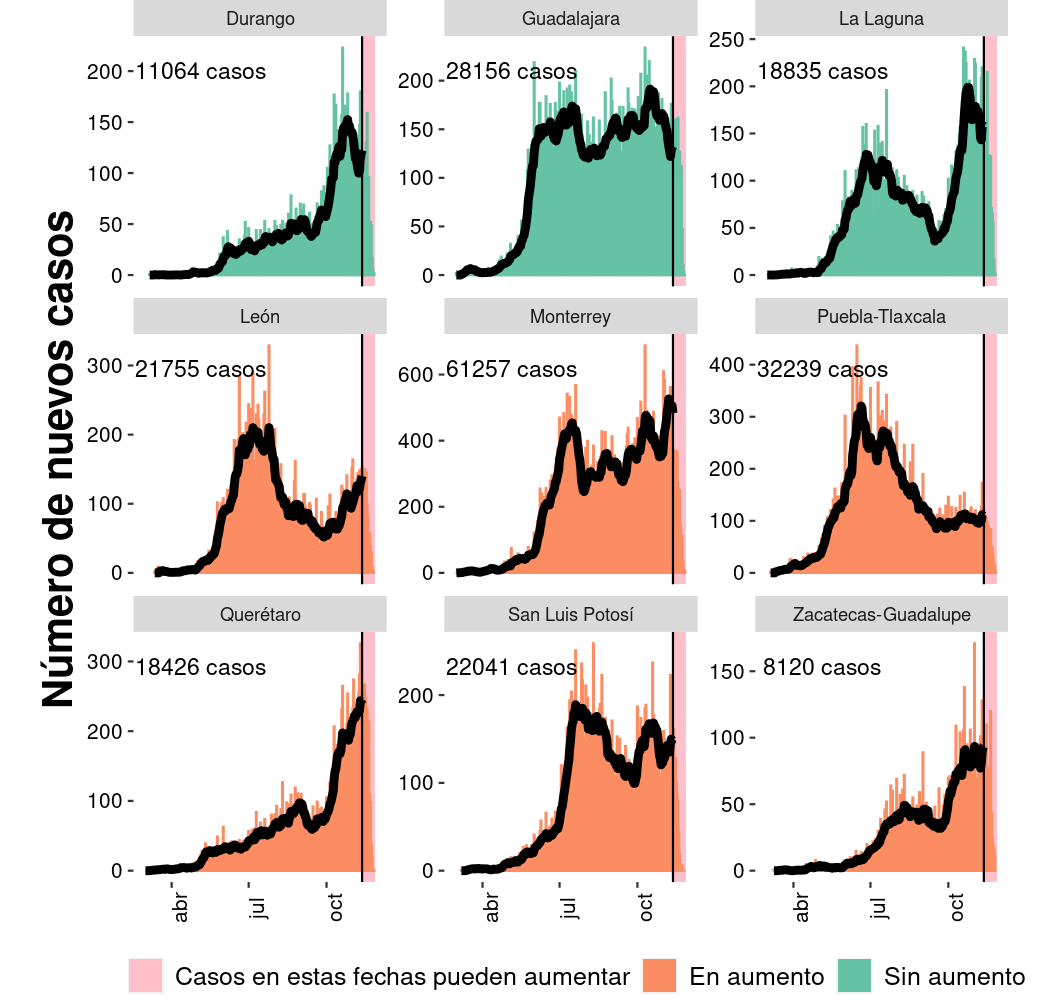 Durango
Guadalajara
La Laguna
11064 casos
28156 casos
18835 casos
200
150
100
50
0
200
150
100
50
0
250
200
150
100
50
0
León
Monterrey
Puebla-Tlaxcala
21755 casos
61257 casos
32239 casos
300
200
100
0
600
400
200
0
400
300
200
100
0
Querétaro
San Luis Potosí
Zacatecas-Guadalupe
18426 casos
22041 casos
8120 casos
300
200
100
0
200
100
0
150
100
50
0
abr
jul
oct
abr
jul
oct
abr
jul
oct
Número de nuevos casos
Casos en estas fechas pueden aumentar
En aumento
Sin aumento